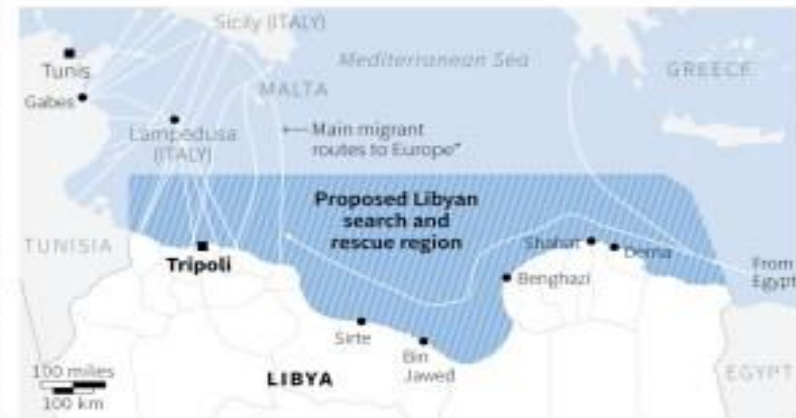 Sicily (ITALY)
Tunis
Mediterranean Sea
GREECE
Gabes
MALTA
Lampedusa
(ITALY)
Main migrant
routes to Europe*
Proposed Libyan
search and
rescue region
TUNISIA
Tripoli
Shahat
Derna
From
Egypt
Benghazi
Sirte
Bin
Jawed
LIBYA
EGYPT
100 miles
100 km